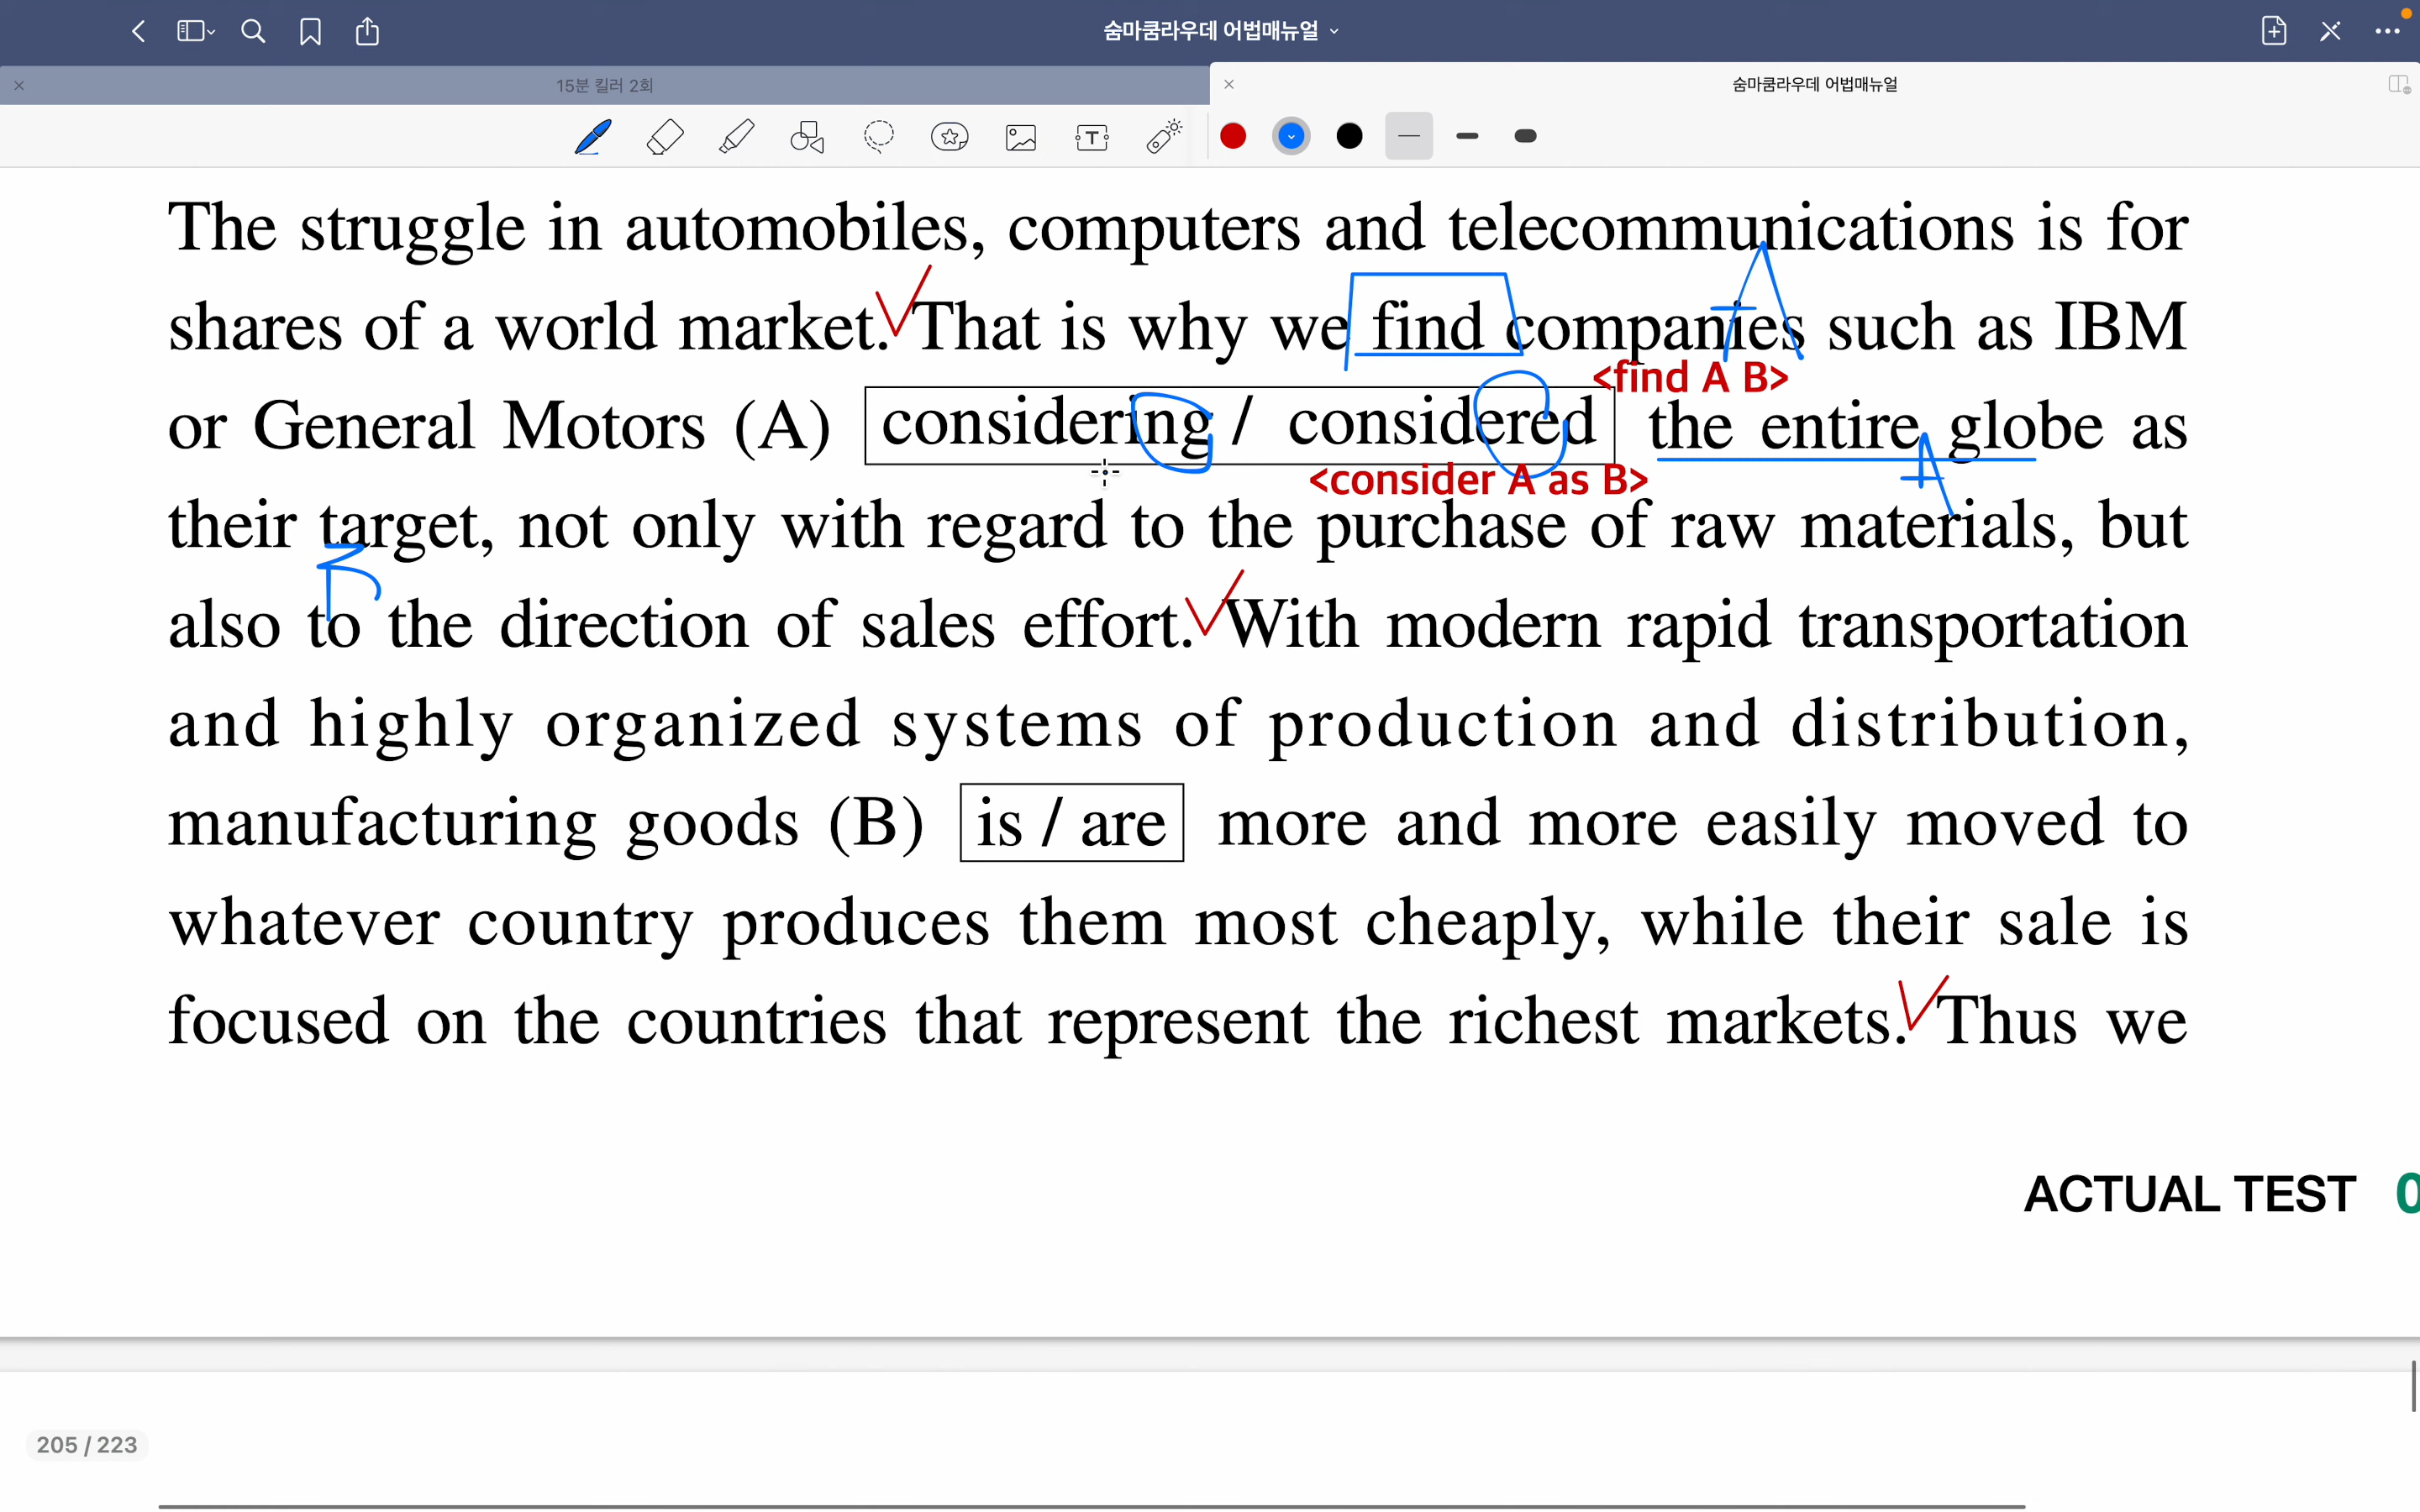 숨마쿰라우데 어법매뉴얼
15분 킬러 2회
숨마쿰라우데 어법매뉴얼
The struggle in automobiles, computers and telecommunications is for
A
shares of a world market. That is why we find companies such as IBM
<find A B>
or General Motors (A) considering / considered the entire globe as
A
<consider A as B>
their target, not only with regard to the purchase of raw materials, but
B
also to the direction of sales effort. With modern rapid transportation
and highly organized systems of production and distribution,
manufacturing goods (B) is / are more and more easily moved to
whatever country produces them most cheaply, while their sale is
focused on the countries that represent the richest markets. Thus we
ACTUAL TEST 0
205 / 223